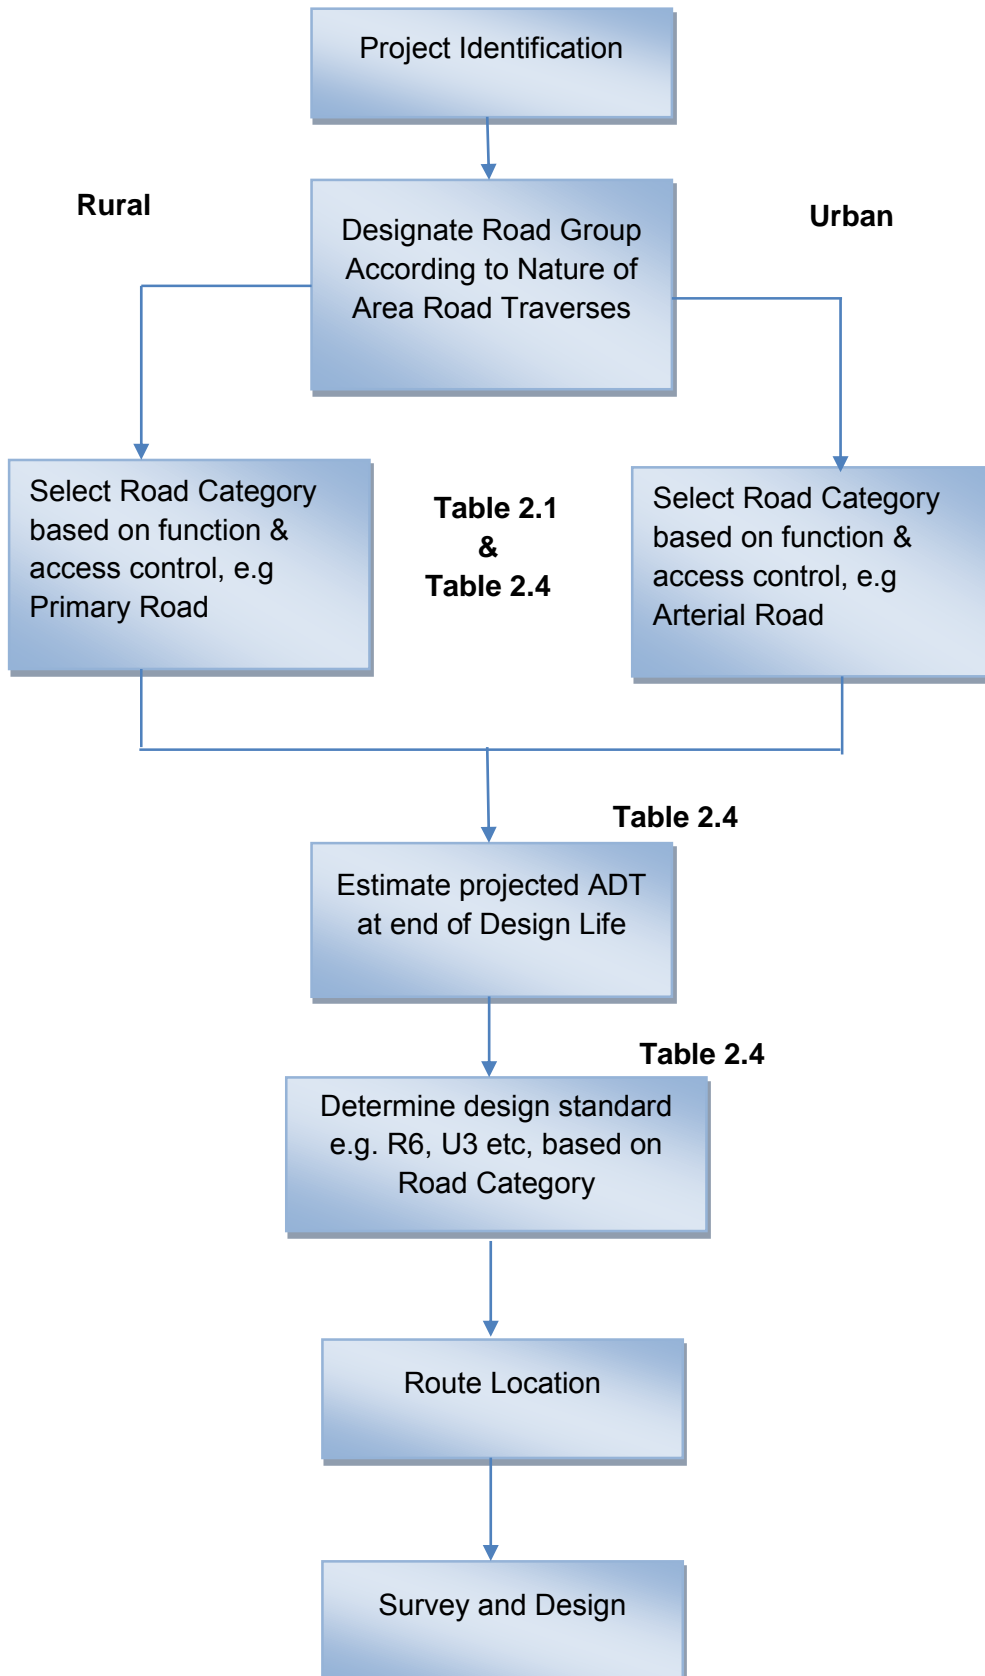 Project Identification
Rural
Urban
Designate Road Group
According to Nature of
Area Road Traverses
Select Road Category
based on function &
access control, e.g
Primary Road
Table 2.1
&
Table 2.4
Select Road Category
based on function &
access control, e.g
Arterial Road
Table 2.4
Estimate projected ADT
at end of Design Life
Table 2.4
Determine design standard
e.g. R6, U3 etc, based on
Road Category
Route Location
Survey and Design